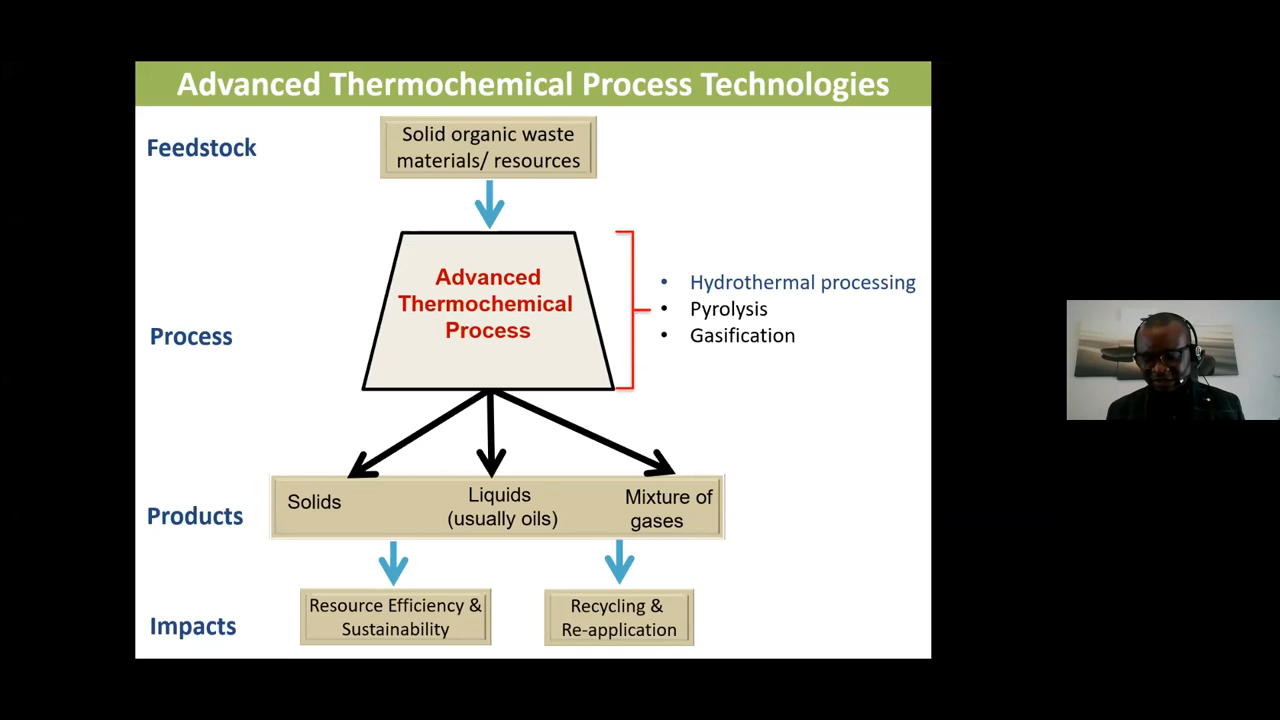 Advanced Thermochemical Process Technologies
Feedstock
Solid organic waste
materials/ resources
Process
Advanced
Thermochemical
Process
• Hydrothermal processing
• Pyrolysis
• Gasification
Products
Solids
Liquids
(usually oils)
Mixture of
gases
Impacts
Resource Efficiency &
Sustainability
Recycling &
Re-application